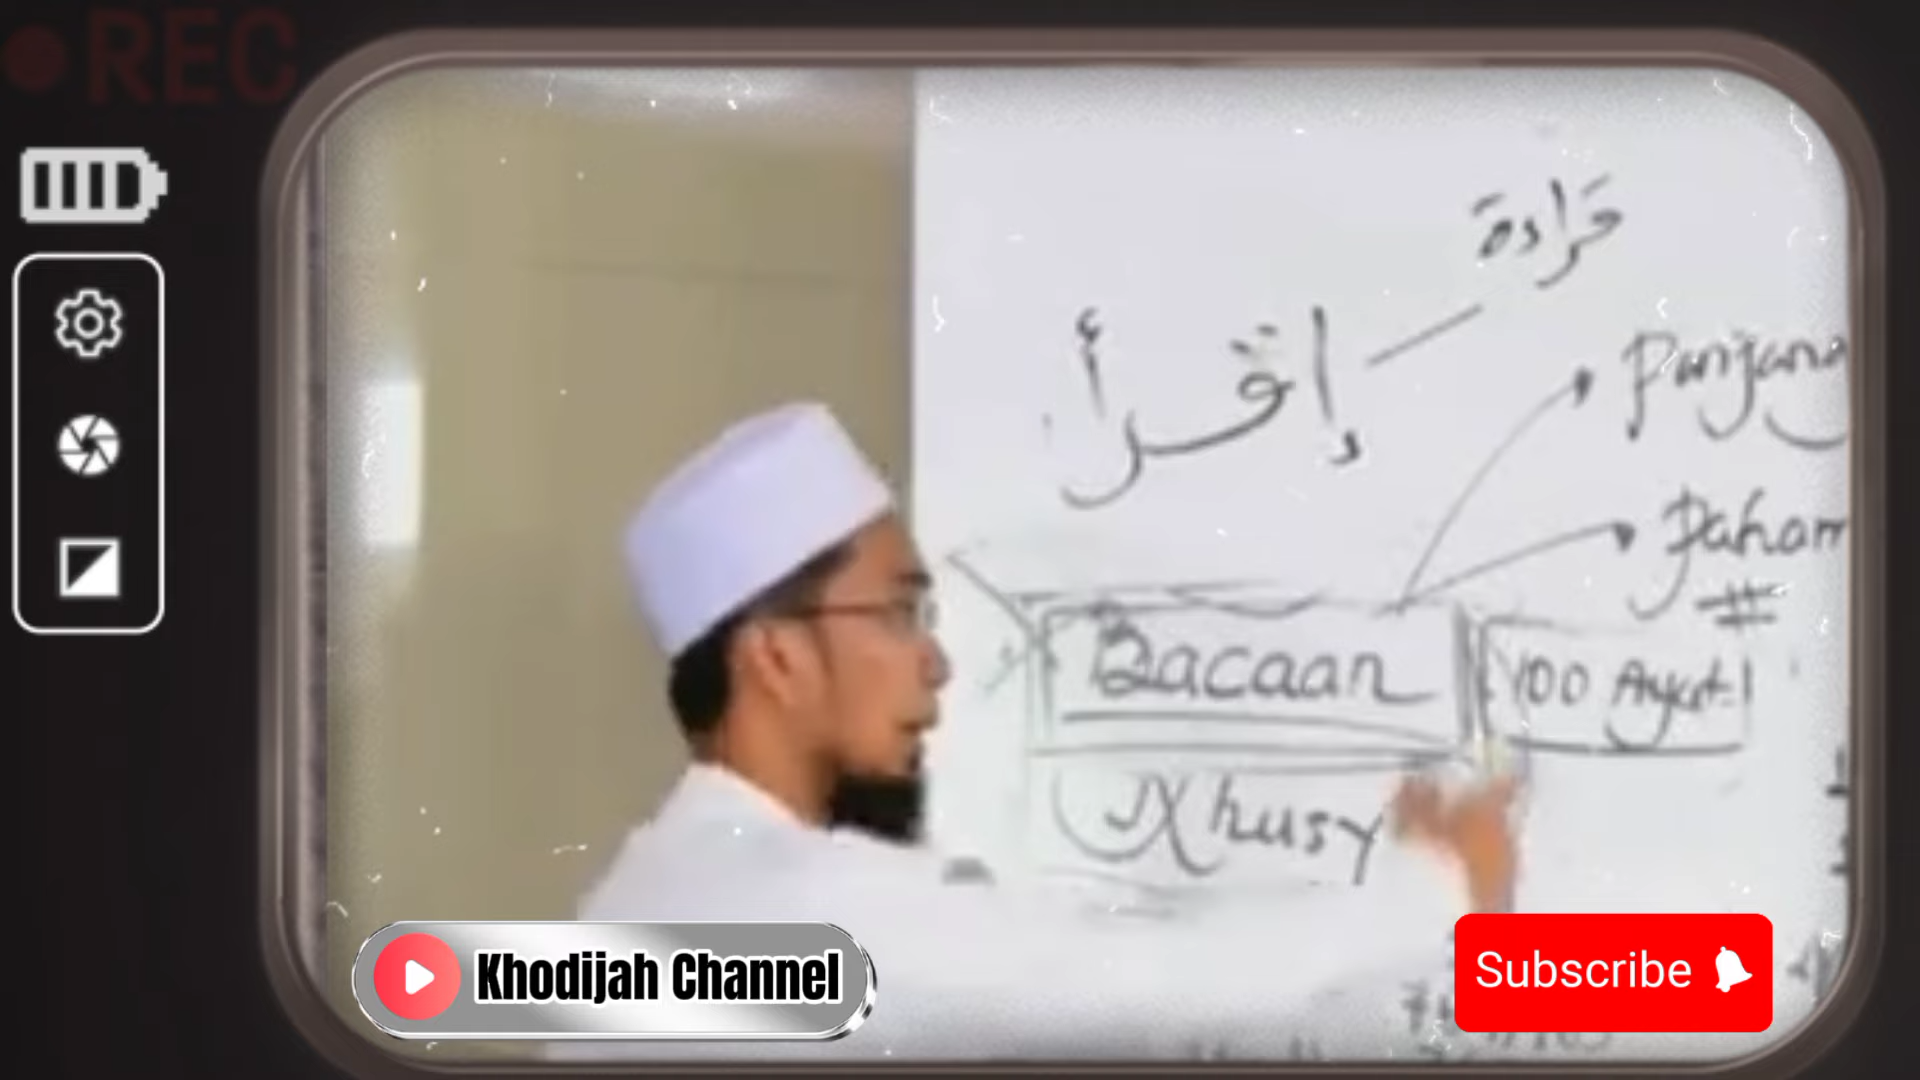 REC
قراءة
إقرأ
Panjang
Paham
Bacaan
100 Ayat
Khusy
Khodijah Channel
Subscribe